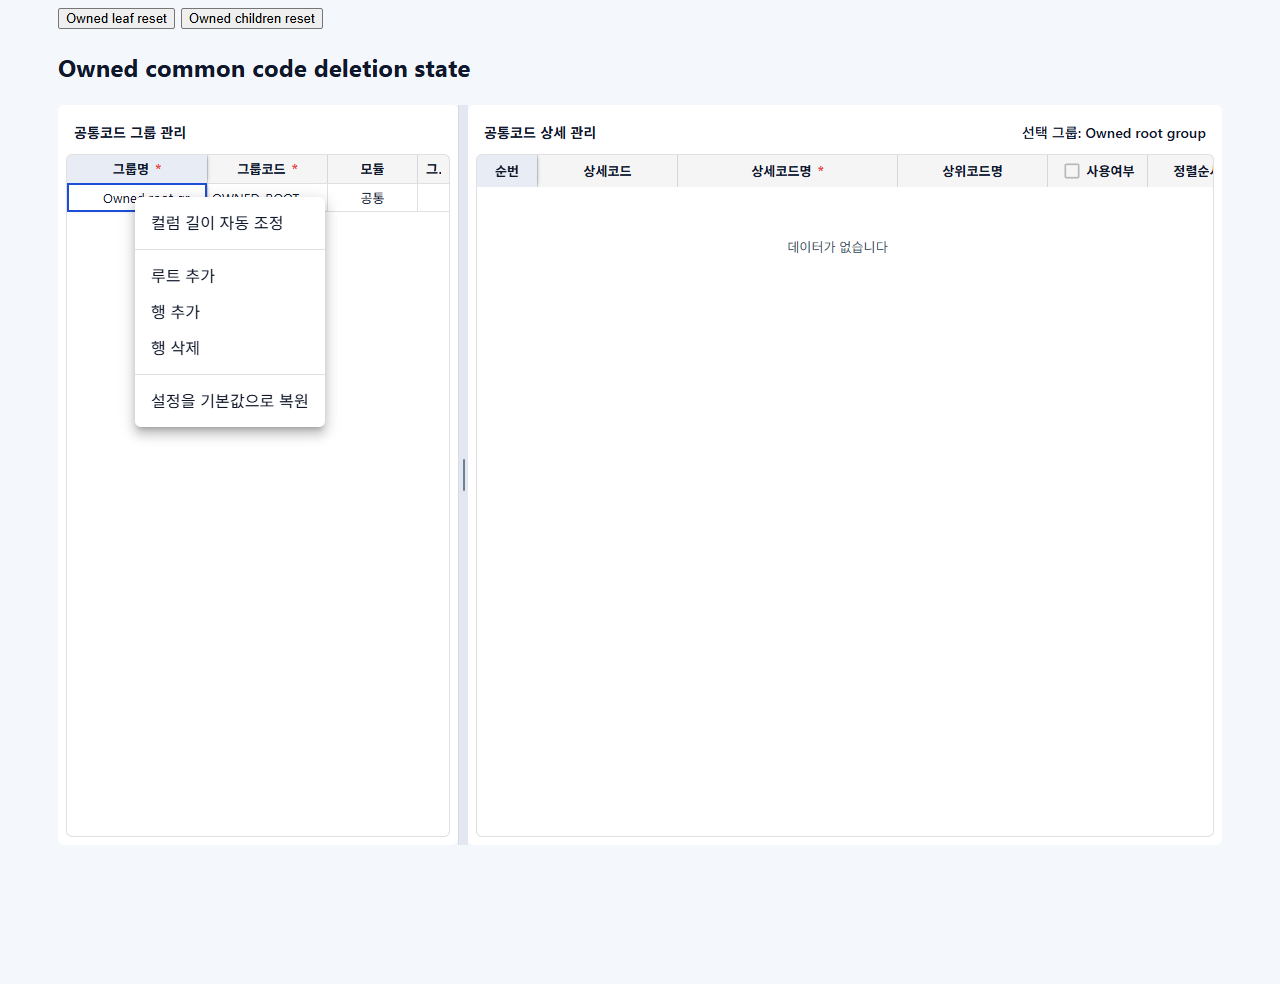 Owned leaf reset
Owned children reset
Owned common code deletion state
공통코드 그룹 관리
그룹명 *
그룹코드 *
모듈
그.
공통
컬럼 길이 자동 조정
루트 추가
행 추가
행 삭제
설정을 기본값으로 복원
공통코드 상세 관리
선택 그룹: Owned root group
순번
상세코드
상세코드명 *
상위코드명
사용여부
데이터가 없습니다